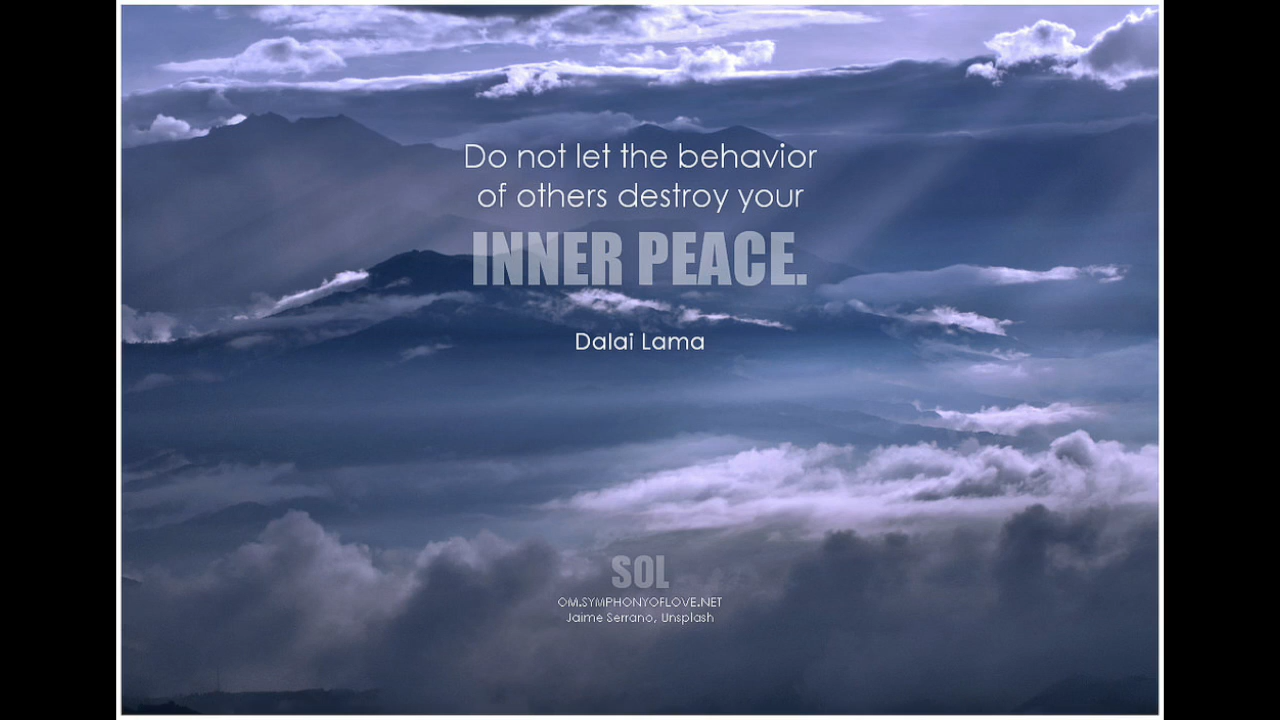 Do not let the behavior
of others destroy your
INNER PEACE.
Dalai Lama
SOL
OM.SYMPHONYOFLOVE.NET
Jaime Serrano, Unsplash